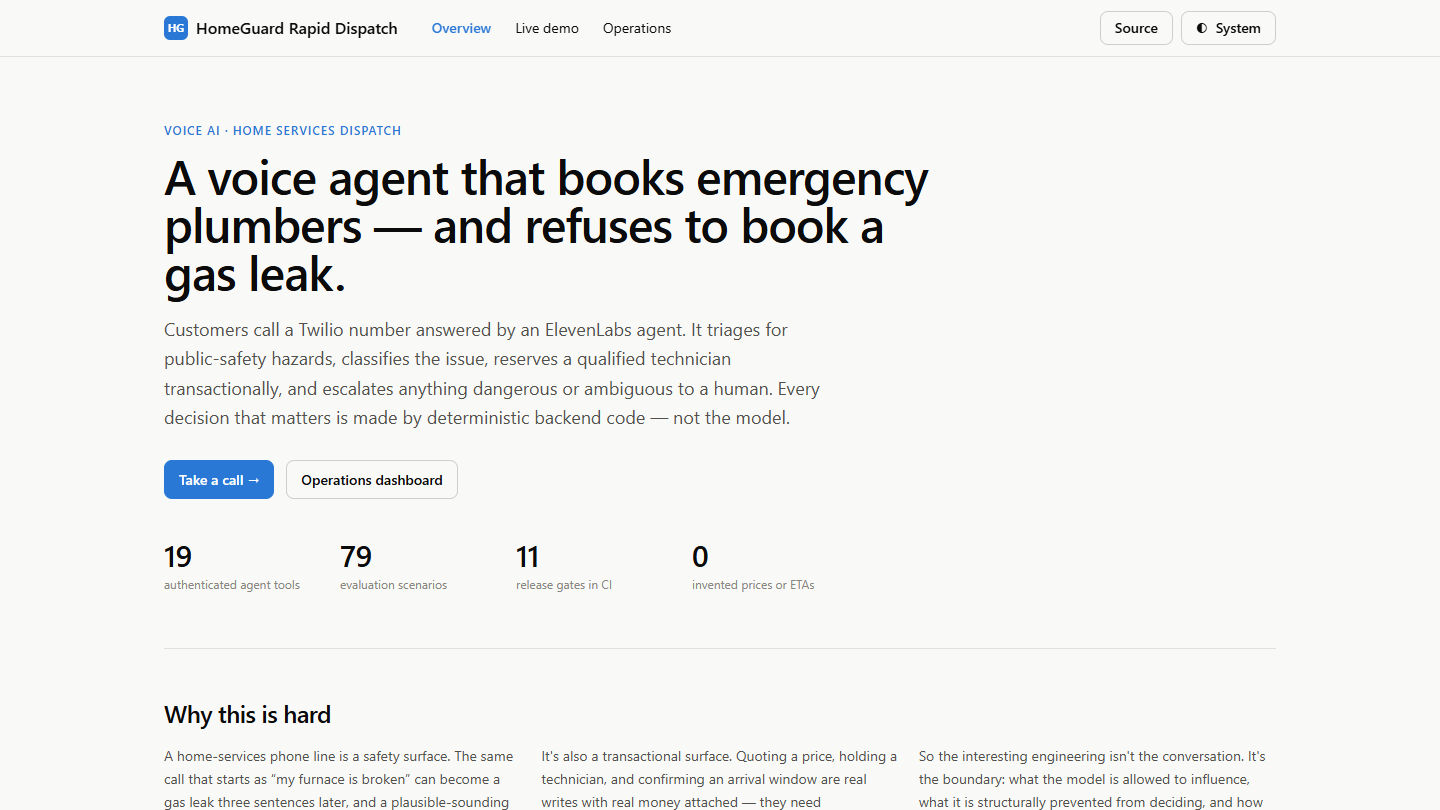 HG HomeGuard Rapid Dispatch Overview Live demo Operations Source System
VOICE AI · HOME SERVICES DISPATCH
A voice agent that books emergency
plumbers — and refuses to book a
gas leak.
Customers call a Twilio number answered by an ElevenLabs agent. It triages for
public-safety hazards, classifies the issue, reserves a qualified technician
transactionally, and escalates anything dangerous or ambiguous to a human. Every
decision that matters is made by deterministic backend code — not the model.
Take a call → Operations dashboard
19 79 11 0
authenticated agent tools evaluation scenarios release gates in CI invented prices or ETAs
Why this is hard
A home-services phone line is a safety surface. The same
call that starts as “my furnace is broken” can become a
gas leak three sentences later, and a plausible-sounding
It's also a transactional surface. Quoting a price, holding a
technician, and confirming an arrival window are real
writes with real money attached — they need
So the interesting engineering isn't the conversation. It's
the boundary: what the model is allowed to influence,
what it is structurally prevented from deciding, and how